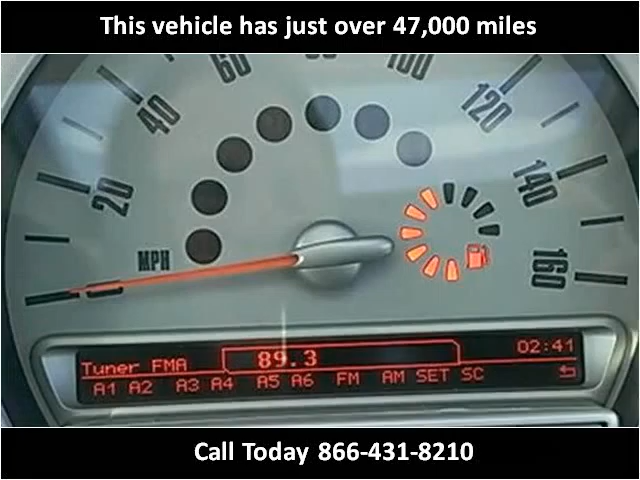 This vehicle has just over 47,000 miles
60
100
40
120
20
140
MPH
160
89.3
02:41
Tuner FMA
A1 A2 A3 A4 A5 A6 FM AM SET SC
Call Today 866-431-8210